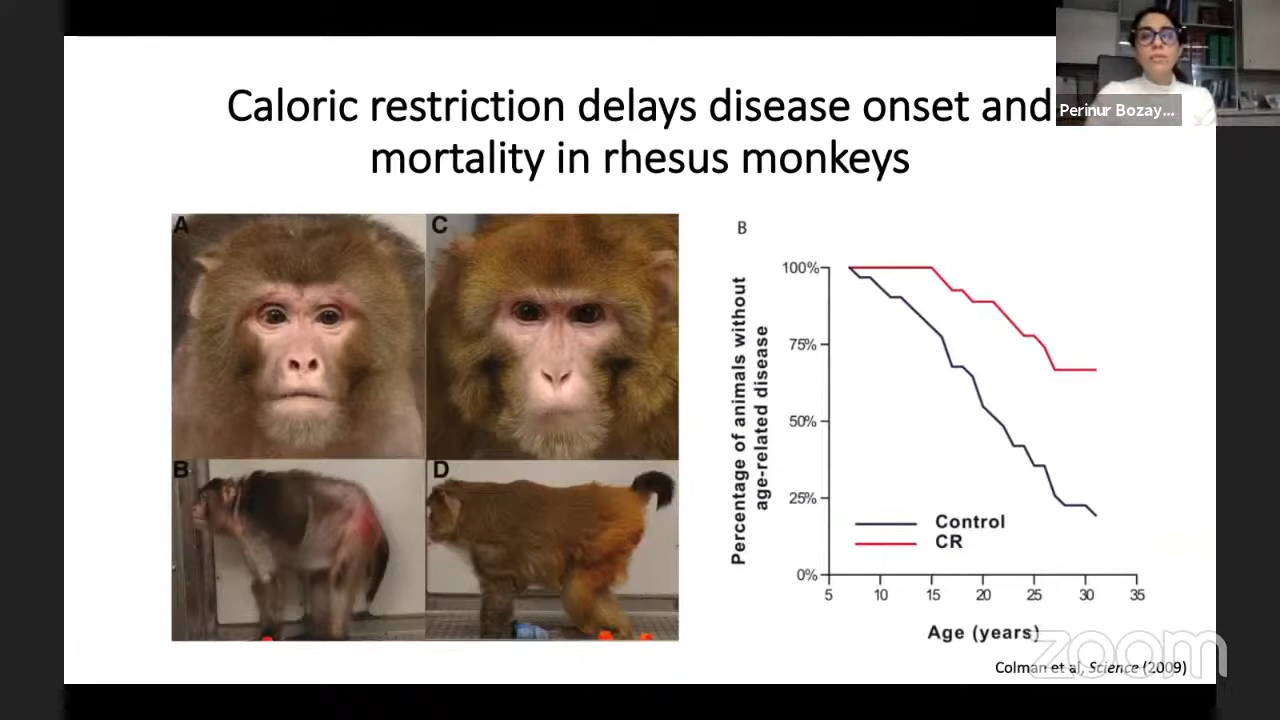 Caloric restriction delays disease onset and
mortality in rhesus monkeys
Perinur Bozay...
A
C
B
D
B
Percentage of animals without
age-related disease
100%
75%
50%
25%
0%
Control
CR
5 10 15 20 25 30 35
Age (years)
zoom
Colman et al, Science (2009)